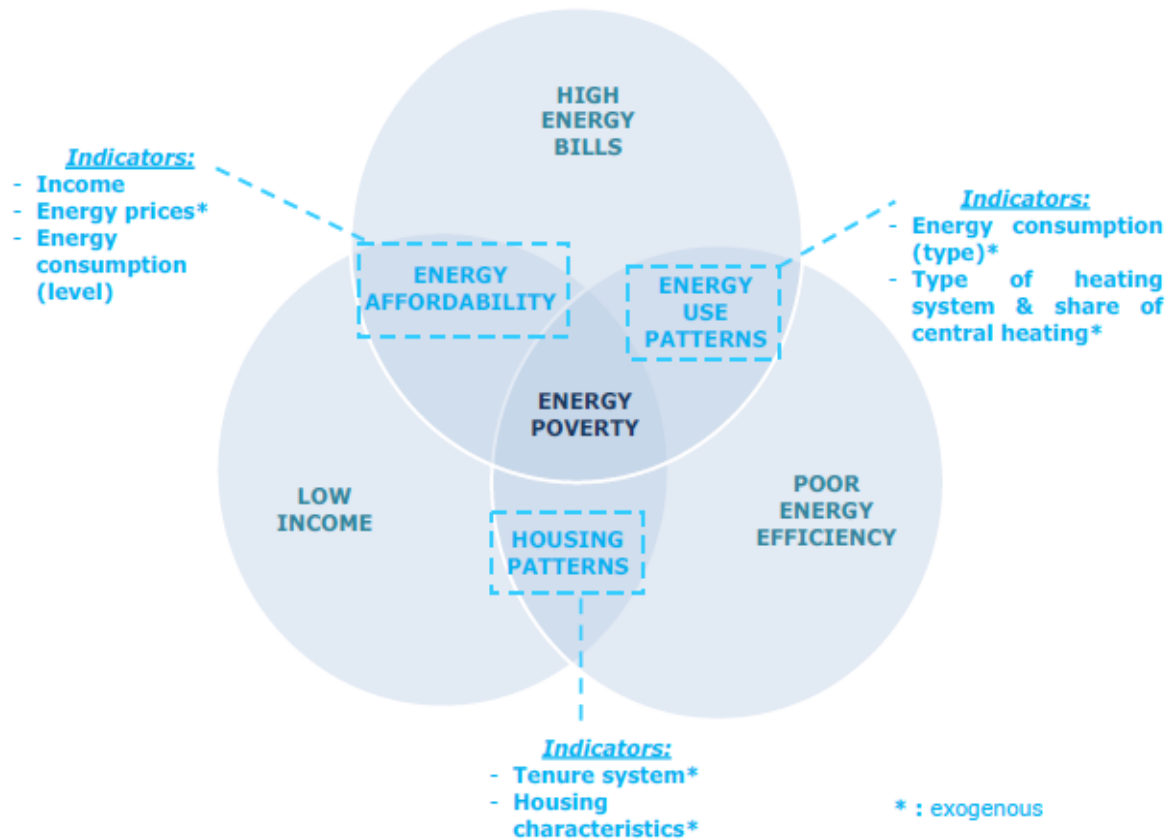 HIGH
ENERGY
BILLS
Indicators:
- Income
- Energy prices*
- Energy
consumption
(level)
Indicators:
- Energy consumption
(type)*
- Type of heating
system & share of
central heating*
ENERGY
AFFORDABILITY
ENERGY
USE
PATTERNS
ENERGY
POVERTY
LOW
INCOME
POOR
ENERGY
EFFICIENCY
HOUSING
PATTERNS
Indicators:
- Tenure system*
- Housing
characteristics*
* : exogenous